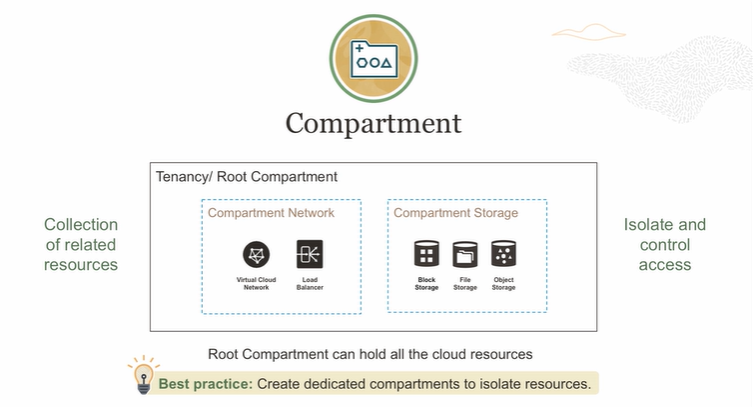 Compartment
Tenancy/ Root Compartment
Collection
of related
resources
Compartment Network
Virtual Cloud
Network
Load
Balancer
Compartment Storage
Block
Storage
File
Storage
Object
Storage
Isolate and
control
access
Root Compartment can hold all the cloud resources
Best practice: Create dedicated compartments to isolate resources.